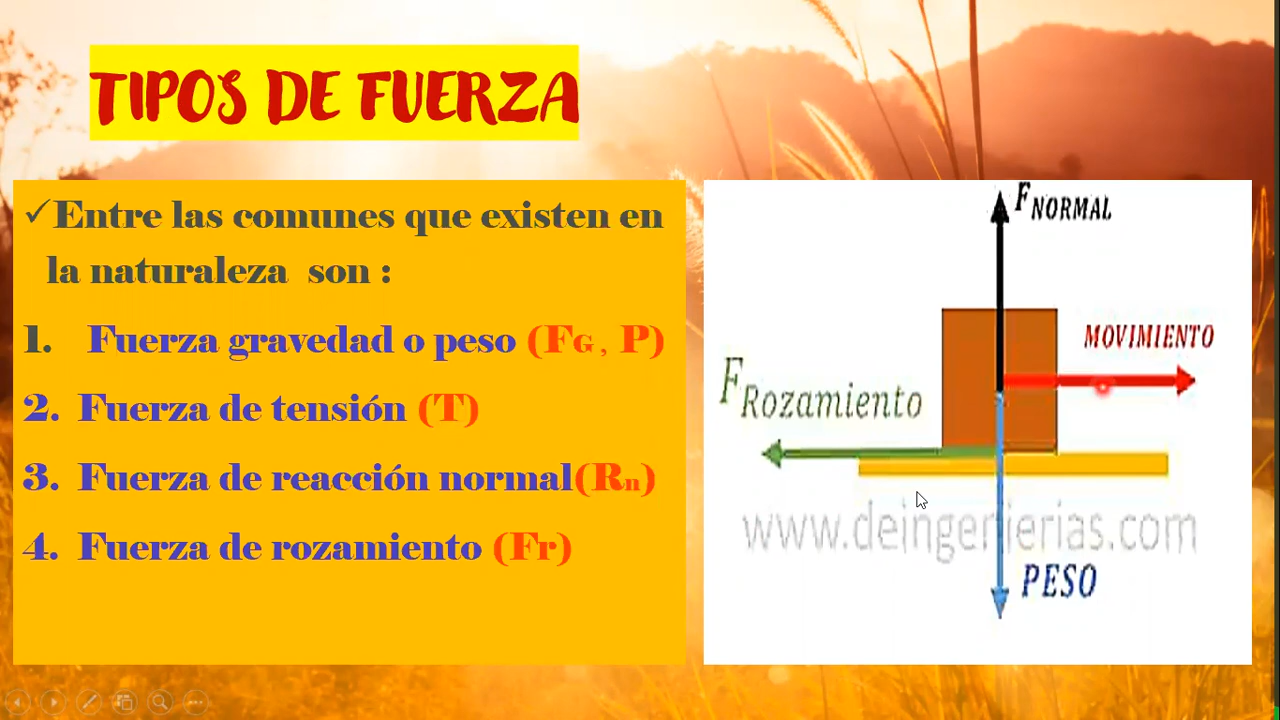 TIPOS DE FUERZA
✓Entre las comunes que existen en
la naturaleza son :
1. Fuerza gravedad o peso (FG , P)
2. Fuerza de tensión (T)
3. Fuerza de reacción normal(Rn)
4. Fuerza de rozamiento (Fr)
FNORMAL
MOVIMIENTO
FRozamiento
www.deingenierias.com
PESO